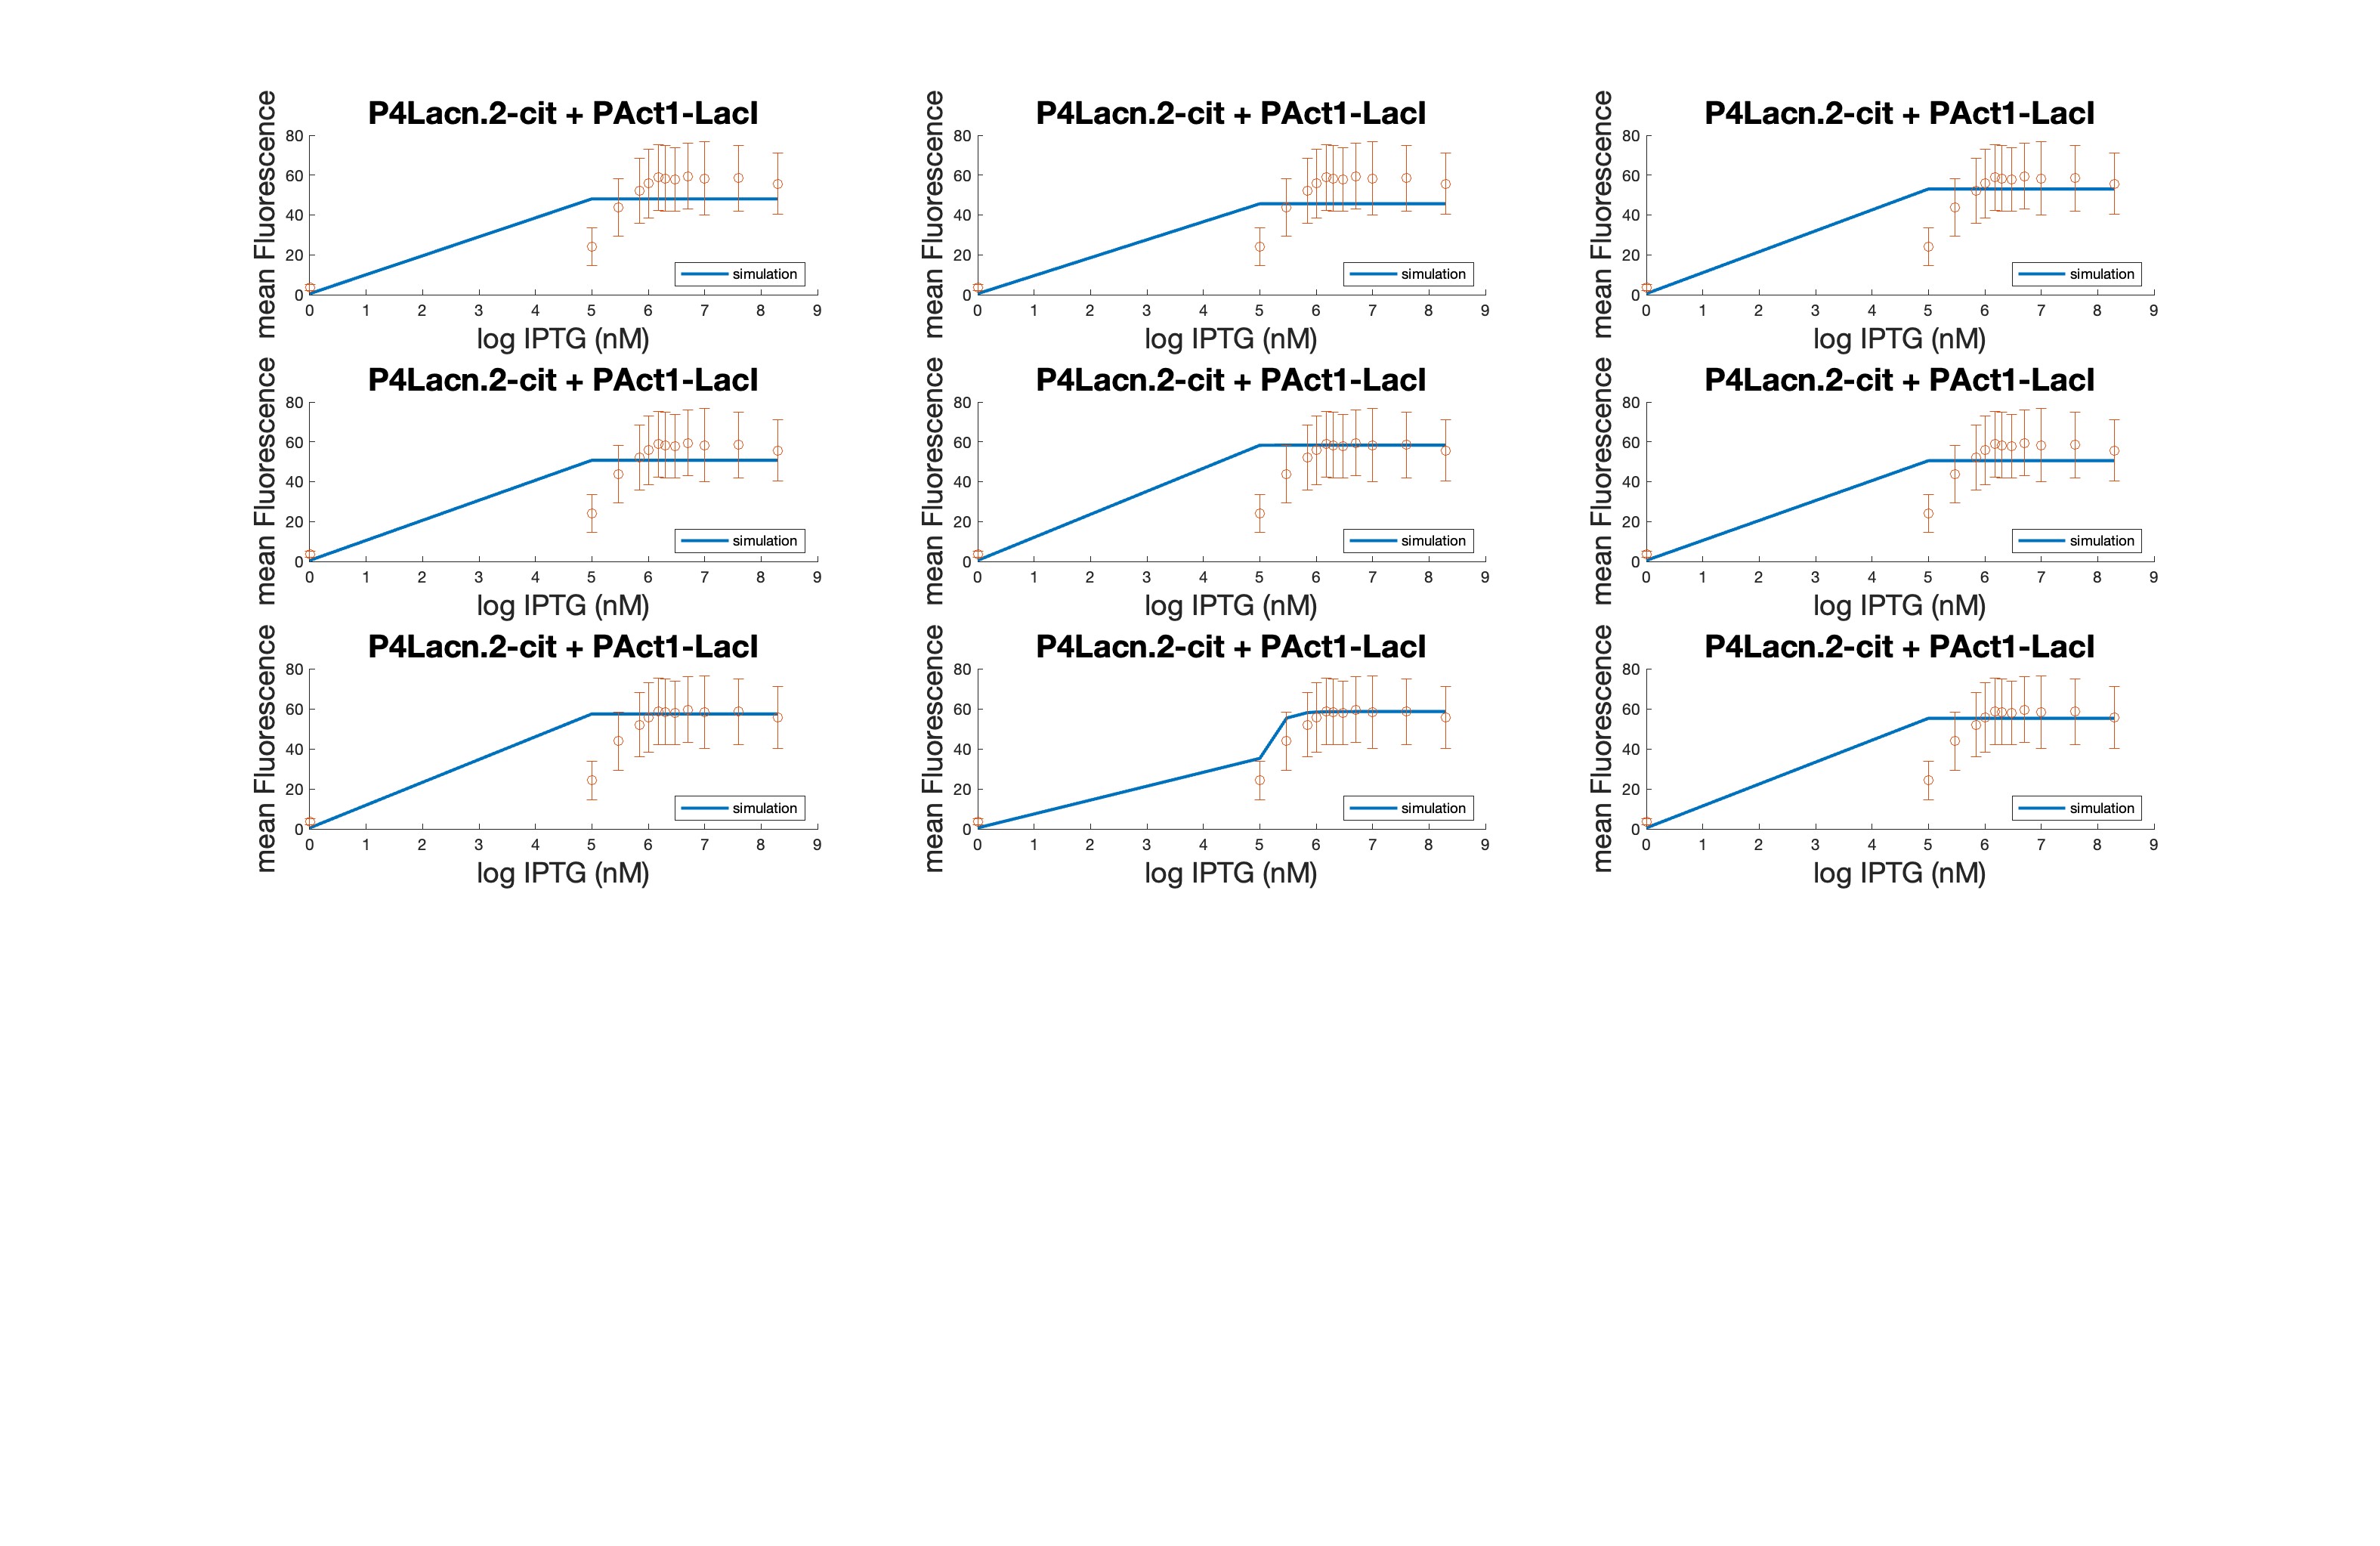 P4Lacn.2-cit + PAct1-LacI
mean Fluorescence
80
60
40
20
0
simulation
0 1 2 3 4 5 6 7 8 9
log IPTG (nM)
P4Lacn.2-cit + PAct1-LacI
mean Fluorescence
80
60
40
20
0
simulation
0 1 2 3 4 5 6 7 8 9
log IPTG (nM)
P4Lacn.2-cit + PAct1-LacI
mean Fluorescence
80
60
40
20
0
simulation
0 1 2 3 4 5 6 7 8 9
log IPTG (nM)
P4Lacn.2-cit + PAct1-LacI
mean Fluorescence
80
60
40
20
0
simulation
0 1 2 3 4 5 6 7 8 9
log IPTG (nM)
P4Lacn.2-cit + PAct1-LacI
mean Fluorescence
80
60
40
20
0
simulation
0 1 2 3 4 5 6 7 8 9
log IPTG (nM)
P4Lacn.2-cit + PAct1-LacI
mean Fluorescence
80
60
40
20
0
simulation
0 1 2 3 4 5 6 7 8 9
log IPTG (nM)
P4Lacn.2-cit + PAct1-LacI
mean Fluorescence
80
60
40
20
0
simulation
0 1 2 3 4 5 6 7 8 9
log IPTG (nM)
P4Lacn.2-cit + PAct1-LacI
mean Fluorescence
80
60
40
20
0
simulation
0 1 2 3 4 5 6 7 8 9
log IPTG (nM)
P4Lacn.2-cit + PAct1-LacI
mean Fluorescence
80
60
40
20
0
simulation
0 1 2 3 4 5 6 7 8 9
log IPTG (nM)